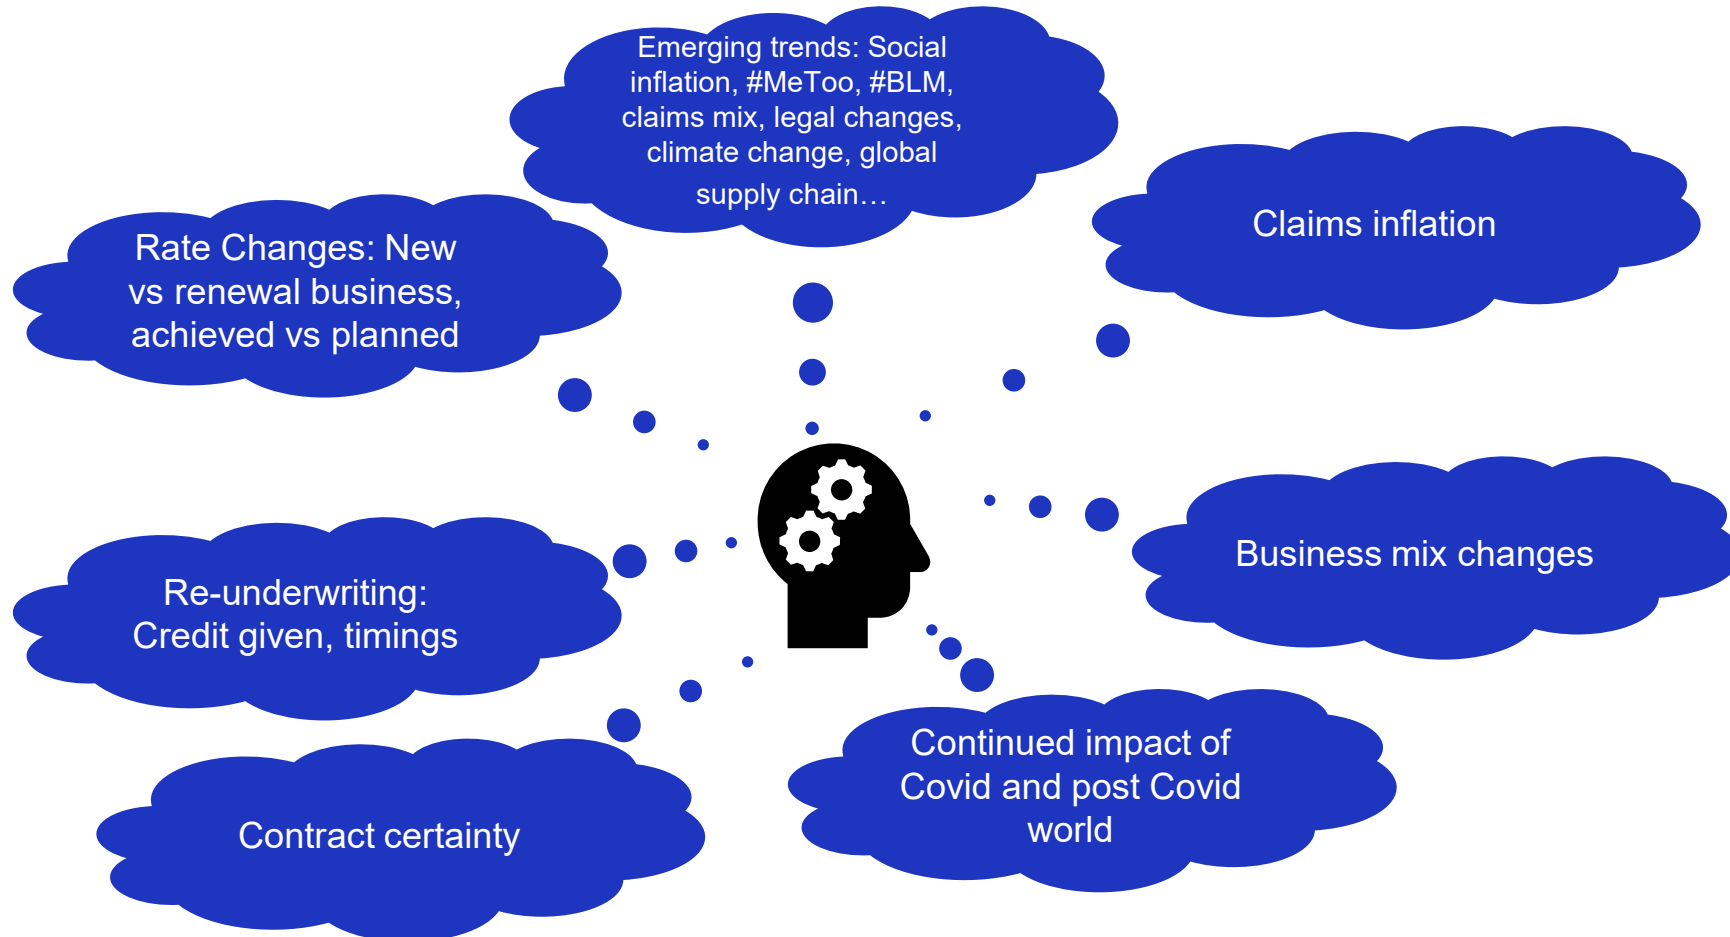 Emerging trends: Social
inflation, #MeToo, #BLM,
claims mix, legal changes,
climate change, global
supply chain…
Claims inflation
Rate Changes: New
vs renewal business,
achieved vs planned
Business mix changes
Re-underwriting:
Credit given, timings
Continued impact of
Covid and post Covid
world
Contract certainty